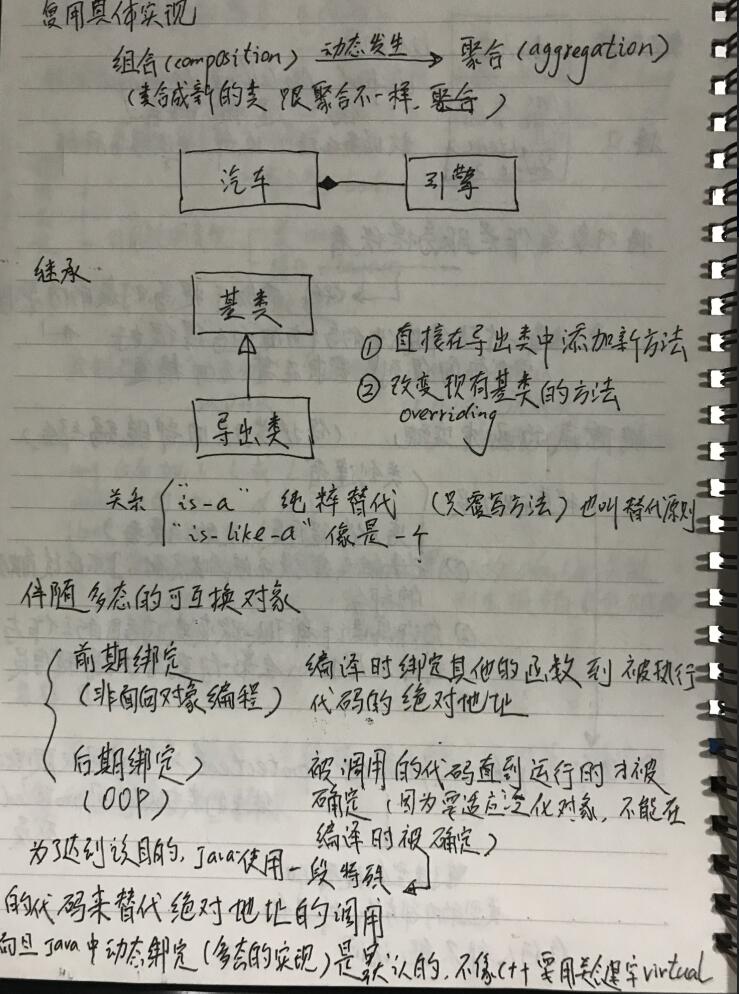 复用具体实现
组合(composition) 动态发生 聚合(aggregation)
(类合成新的类 跟聚合不一样.聚合)
汽车 引擎
继承
基类
① 直接在导出类中添加新方法
② 改变现有基类的方法
overriding
导出类
关系 "is-a" 纯粹替代 (只覆写方法)也叫替代原则
"is-like-a" 像是一个
伴随多态的可互换对象
前期绑定 编译时绑定其他的函数到被执行
(非面向对象编程) 代码的绝对地址
后期绑定 被调用的代码直到运行时才被
(OOP) 确定(因为要适应泛化对象,不能在
编译时被确定)
为了达到该目的,Java使用一段特殊
的代码来替代绝对地址的调用
而且Java中动态绑定(多态的实现)是默认的,不像C++要用关键字virtual